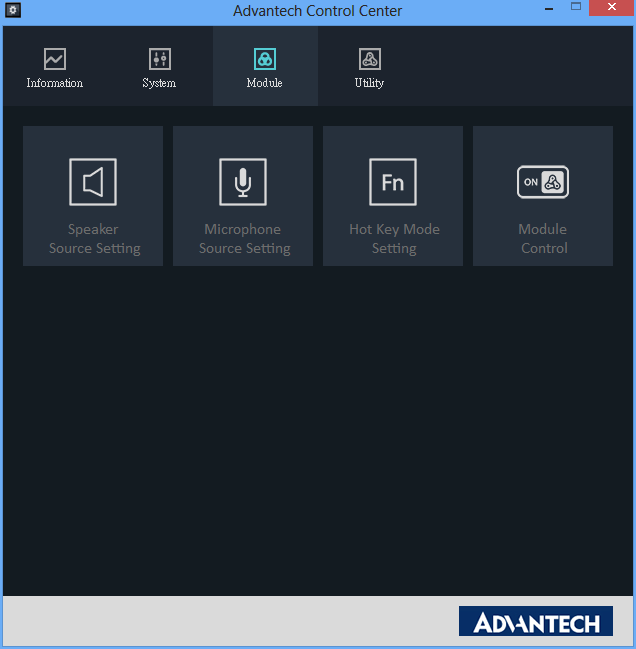 Advantech Control Center
Information System Module Utility
Fn ON
Speaker Microphone Hot Key Mode Module
Source Setting Source Setting Setting Control
ADVANTECH